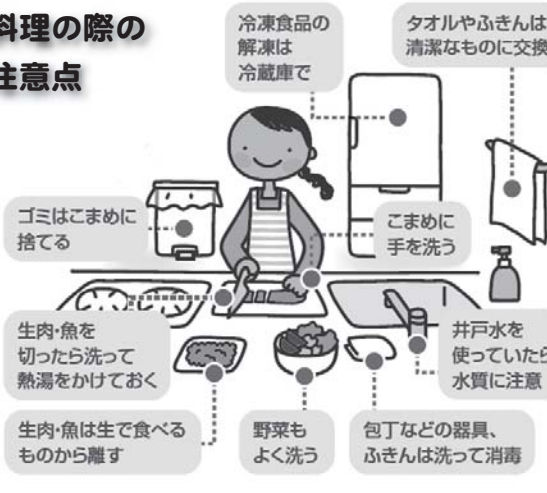 料理の際の
注意点
冷凍食品の
解凍は
冷蔵庫で
タオルやふきんは
清潔なものに交換
ゴミはこまめに
捨てる
こまめに
手を洗う
生肉・魚を
切ったら洗って
熱湯をかけておく
井戸水を
使っていたら
水質に注意
生肉・魚は生で食べる
ものから離す
野菜も
よく洗う
包丁などの器具、
ふきんは洗って消毒